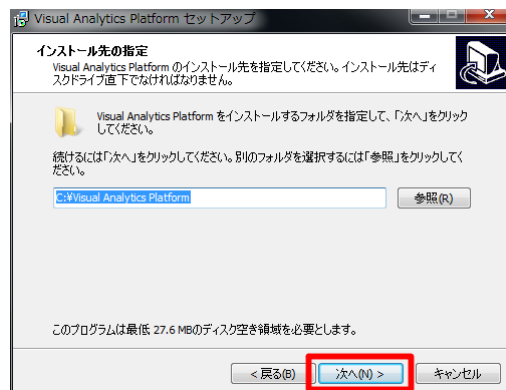 Visual Analytics Platform セットアップ
インストール先の指定
Visual Analytics Platform のインストール先を指定してください。インストール先はディ
スクドライブ直下でなければなりません。
Visual Analytics Platform をインストールするフォルダを指定して、「次へ」をクリック
してください。
続けるには「次へ」をクリックしてください。別のフォルダを選択するには「参照」をクリックしてく
ださい。
C:¥Visual Analytics Platform
参照(R)
このプログラムは最低 27.6 MBのディスク空き領域を必要とします。
< 戻る(B)
次へ(N) >
キャンセル